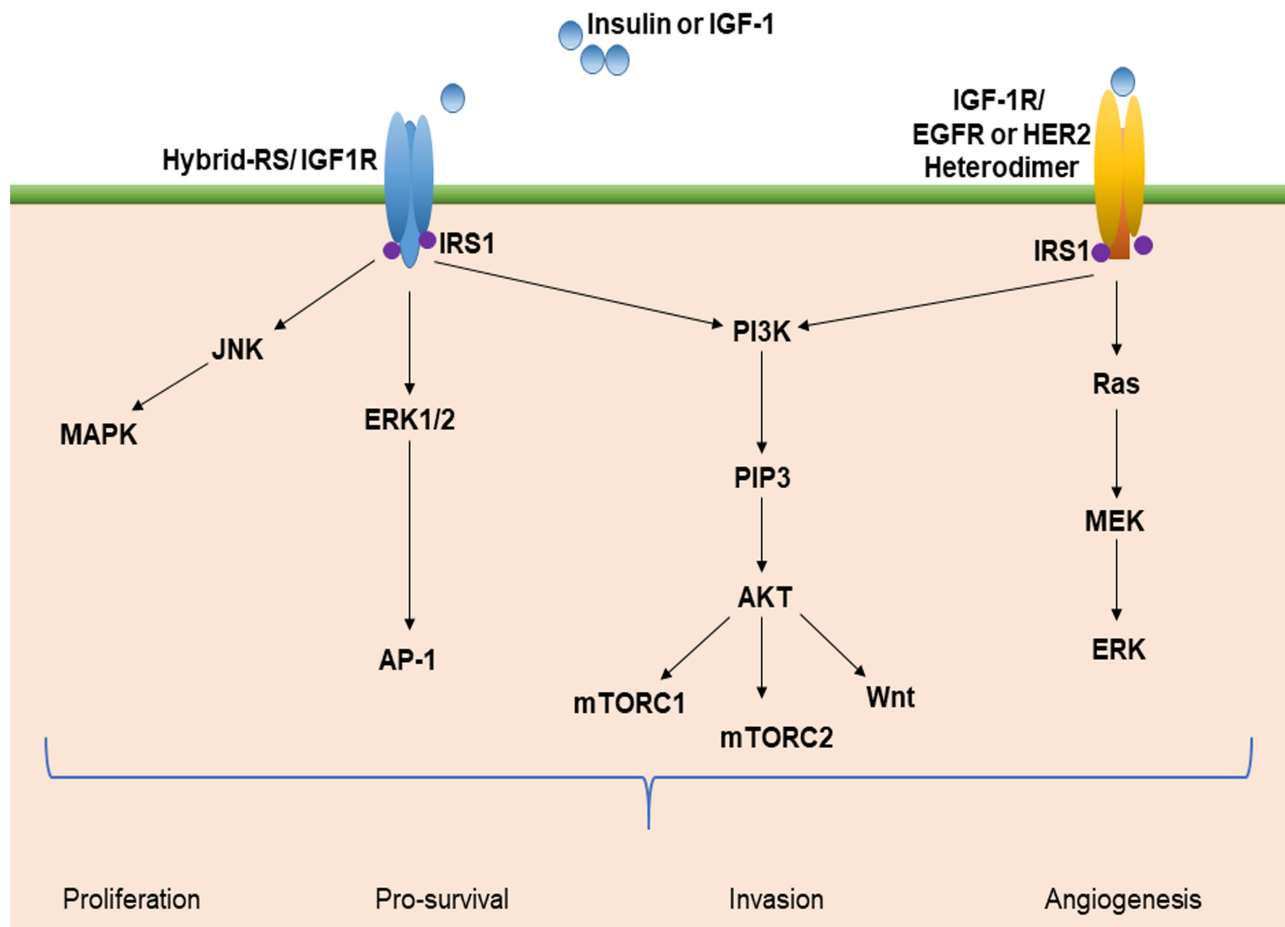 Insulin or IGF-1
Hybrid-RS/ IGF1R
IGF-1R/
EGFR or HER2
Heterodimer
IRS1
IRS1
JNK
PI3K
Ras
MAPK
ERK1/2
PIP3
MEK
AKT
AP-1
ERK
mTORC1
Wnt
mTORC2
Proliferation
Pro-survival
Invasion
Angiogenesis